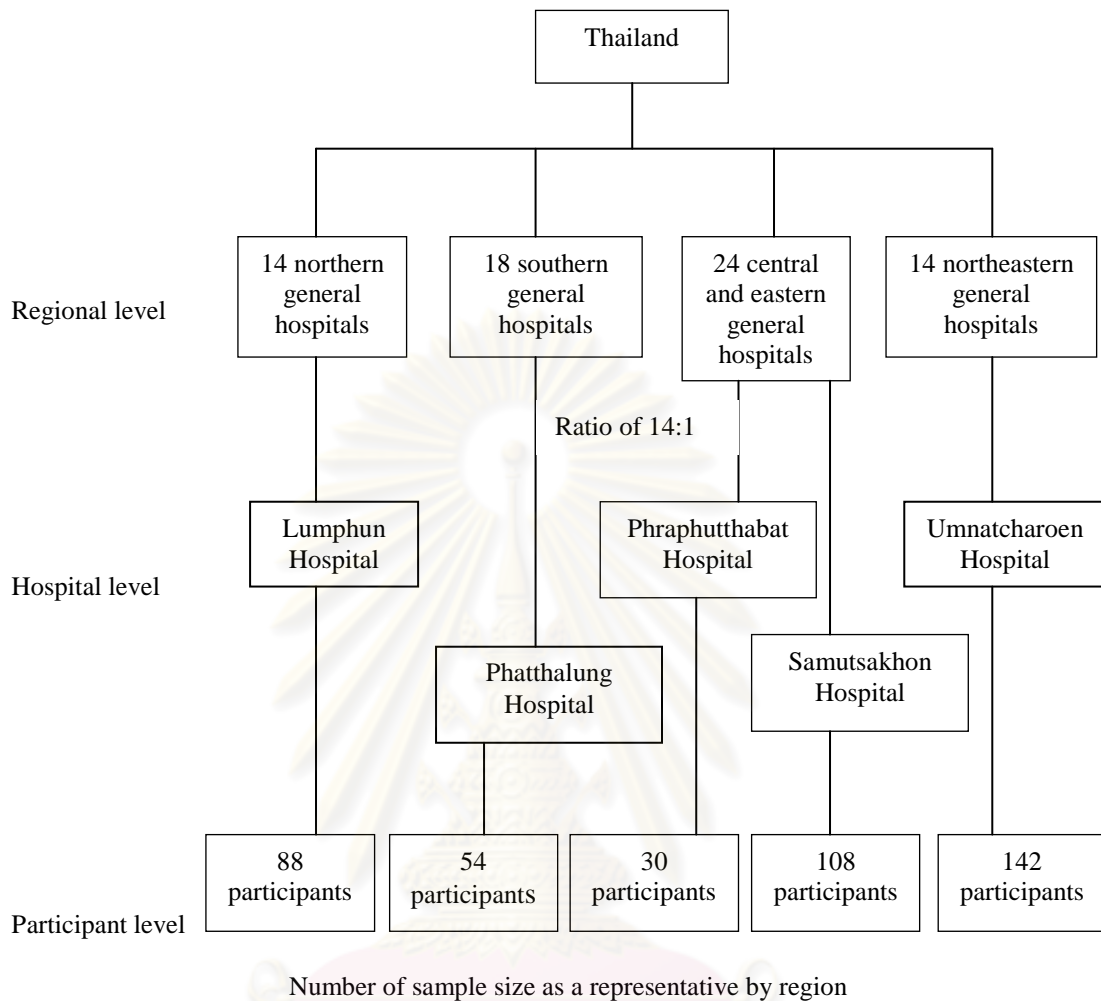 Thailand
14 northern
general
hospitals
18 southern
general
hospitals
24 central
and eastern
general
hospitals
14 northeastern
general
hospitals
Regional level
Ratio of 14:1
Lumphun
Hospital
Phraphutthabat
Hospital
Umnatcharoen
Hospital
Hospital level
Phatthalung
Hospital
Samutsakhon
Hospital
88
participants
54
participants
30
participants
108
participants
142
participants
Participant level
Number of sample size as a representative by region